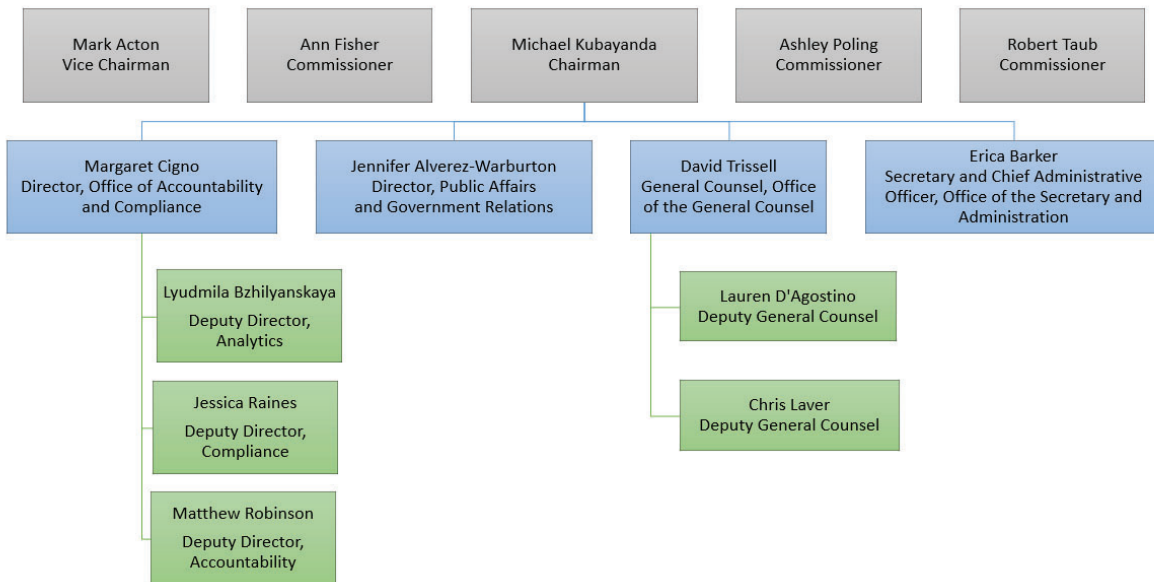 Mark Acton
Vice Chairman
Ann Fisher
Commissioner
Michael Kubayanda
Chairman
Ashley Poling
Commissioner
Robert Taub
Commissioner
Margaret Cigno
Director, Office of Accountability
and Compliance
Jennifer Alverez-Warburton
Director, Public Affairs
and Government Relations
David Trissell
General Counsel, Office
of the General Counsel
Erica Barker
Secretary and Chief Administrative
Officer, Office of the Secretary and
Administration
Lyudmila Bzhilyanskaya
Deputy Director,
Analytics
Jessica Raines
Deputy Director,
Compliance
Matthew Robinson
Deputy Director,
Accountability
Lauren D'Agostino
Deputy General Counsel
Chris Laver
Deputy General Counsel